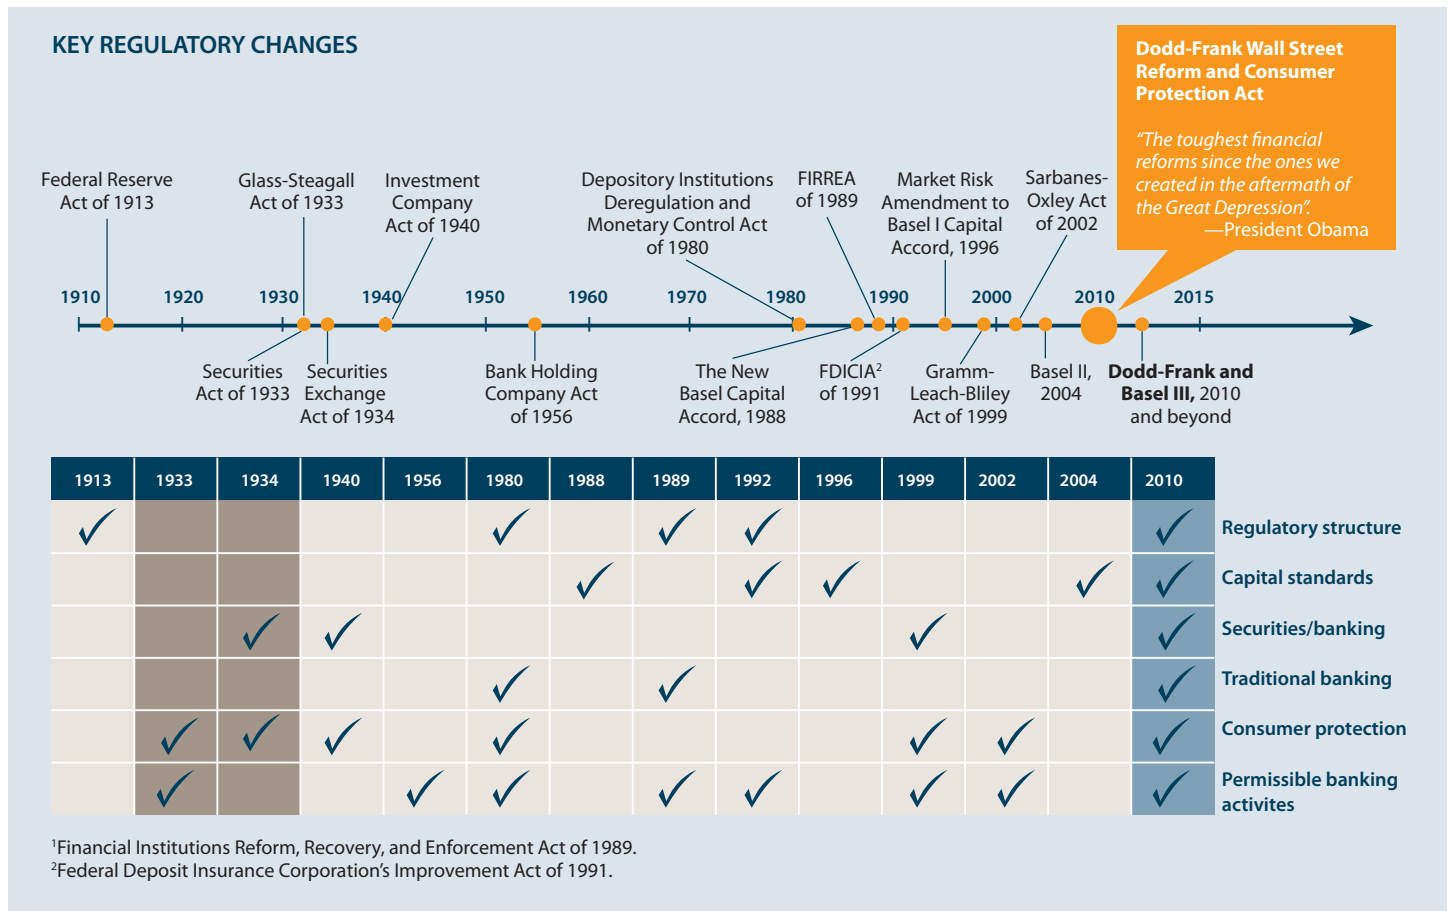 KEY REGULATORY CHANGES
Dodd-Frank Wall Street
Reform and Consumer
Protection Act
“The toughest financial
reforms since the ones we
created in the aftermath of
the Great Depression”.
—President Obama
Federal Reserve
Act of 1913
Glass-Steagall
Act of 1933
Investment
Company
Act of 1940
Depository Institutions
Deregulation and
Monetary Control Act
of 1980
FIRREA
of 1989
Market Risk
Amendment to
Basel I Capital
Accord, 1996
Sarbanes-
Oxley Act
of 2002
1910 1920 1930 1940 1950 1960 1970 1980 1990 2000 2010 2015
Securities
Act of 1933
Securities
Exchange
Act of 1934
Bank Holding
Company Act
of 1956
The New
Basel Capital
Accord, 1988
FDICIA²
of 1991
Gramm-
Leach-Bliley
Act of 1999
Basel II,
2004
Dodd-Frank and
Basel III, 2010
and beyond
1913 1933 1934 1940 1956 1980 1988 1989 1992 1996 1999 2002 2004 2010
Regulatory structure
Capital standards
Securities/banking
Traditional banking
Consumer protection
Permissible banking
activites
¹Financial Institutions Reform, Recovery, and Enforcement Act of 1989.
²Federal Deposit Insurance Corporation’s Improvement Act of 1991.